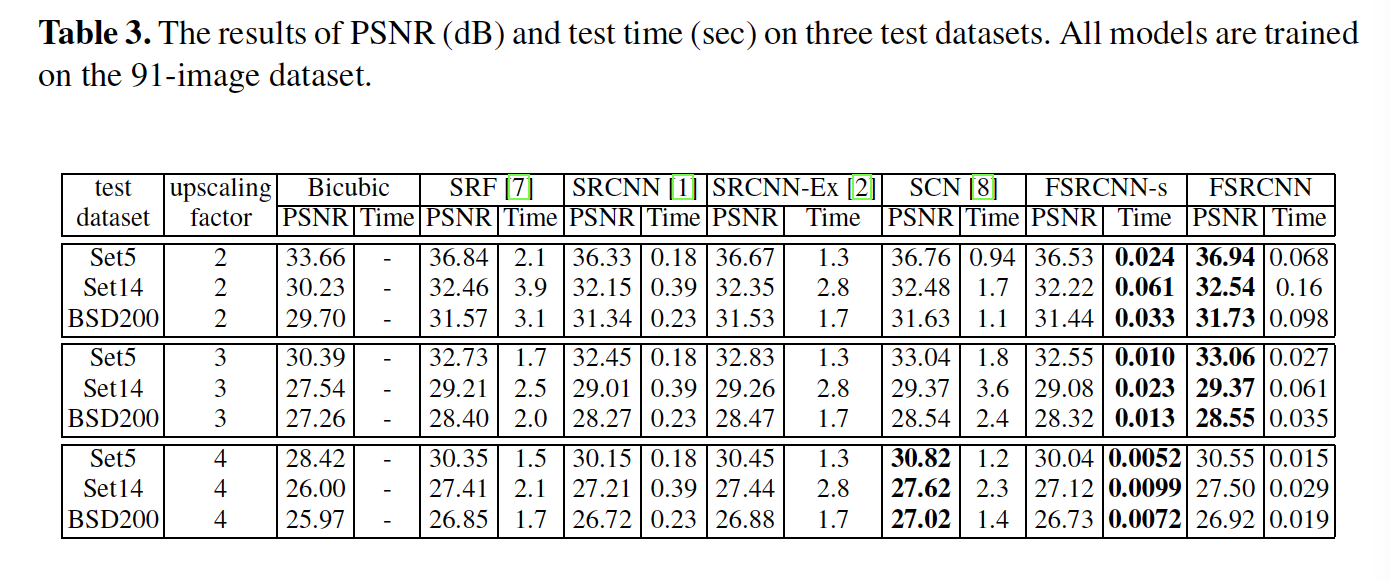 Table 3. The results of PSNR (dB) and test time (sec) on three test datasets. All models are trained
on the 91-image dataset.
test upscaling Bicubic SRF [7] SRCNN [1] SRCNN-Ex [2] SCN [8] FSRCNN-s FSRCNN
dataset factor PSNR Time PSNR Time PSNR Time PSNR Time PSNR Time PSNR Time PSNR Time
Set5 2 33.66 - 36.84 2.1 36.33 0.18 36.67 1.3 36.76 0.94 36.53 0.024 36.94 0.068
Set14 2 30.23 - 32.46 3.9 32.15 0.39 32.35 2.8 32.48 1.7 32.22 0.061 32.54 0.16
BSD200 2 29.70 - 31.57 3.1 31.34 0.23 31.53 1.7 31.63 1.1 31.44 0.033 31.73 0.098
Set5 3 30.39 - 32.73 1.7 32.45 0.18 32.83 1.3 33.04 1.8 32.55 0.010 33.06 0.027
Set14 3 27.54 - 29.21 2.5 29.01 0.39 29.26 2.8 29.37 3.6 29.08 0.023 29.37 0.061
BSD200 3 27.26 - 28.40 2.0 28.27 0.23 28.47 1.7 28.54 2.4 28.32 0.013 28.55 0.035
Set5 4 28.42 - 30.35 1.5 30.15 0.18 30.45 1.3 30.82 1.2 30.04 0.0052 30.55 0.015
Set14 4 26.00 - 27.41 2.1 27.21 0.39 27.44 2.8 27.62 2.3 27.12 0.0099 27.50 0.029
BSD200 4 25.97 - 26.85 1.7 26.72 0.23 26.88 1.7 27.02 1.4 26.73 0.0072 26.92 0.019